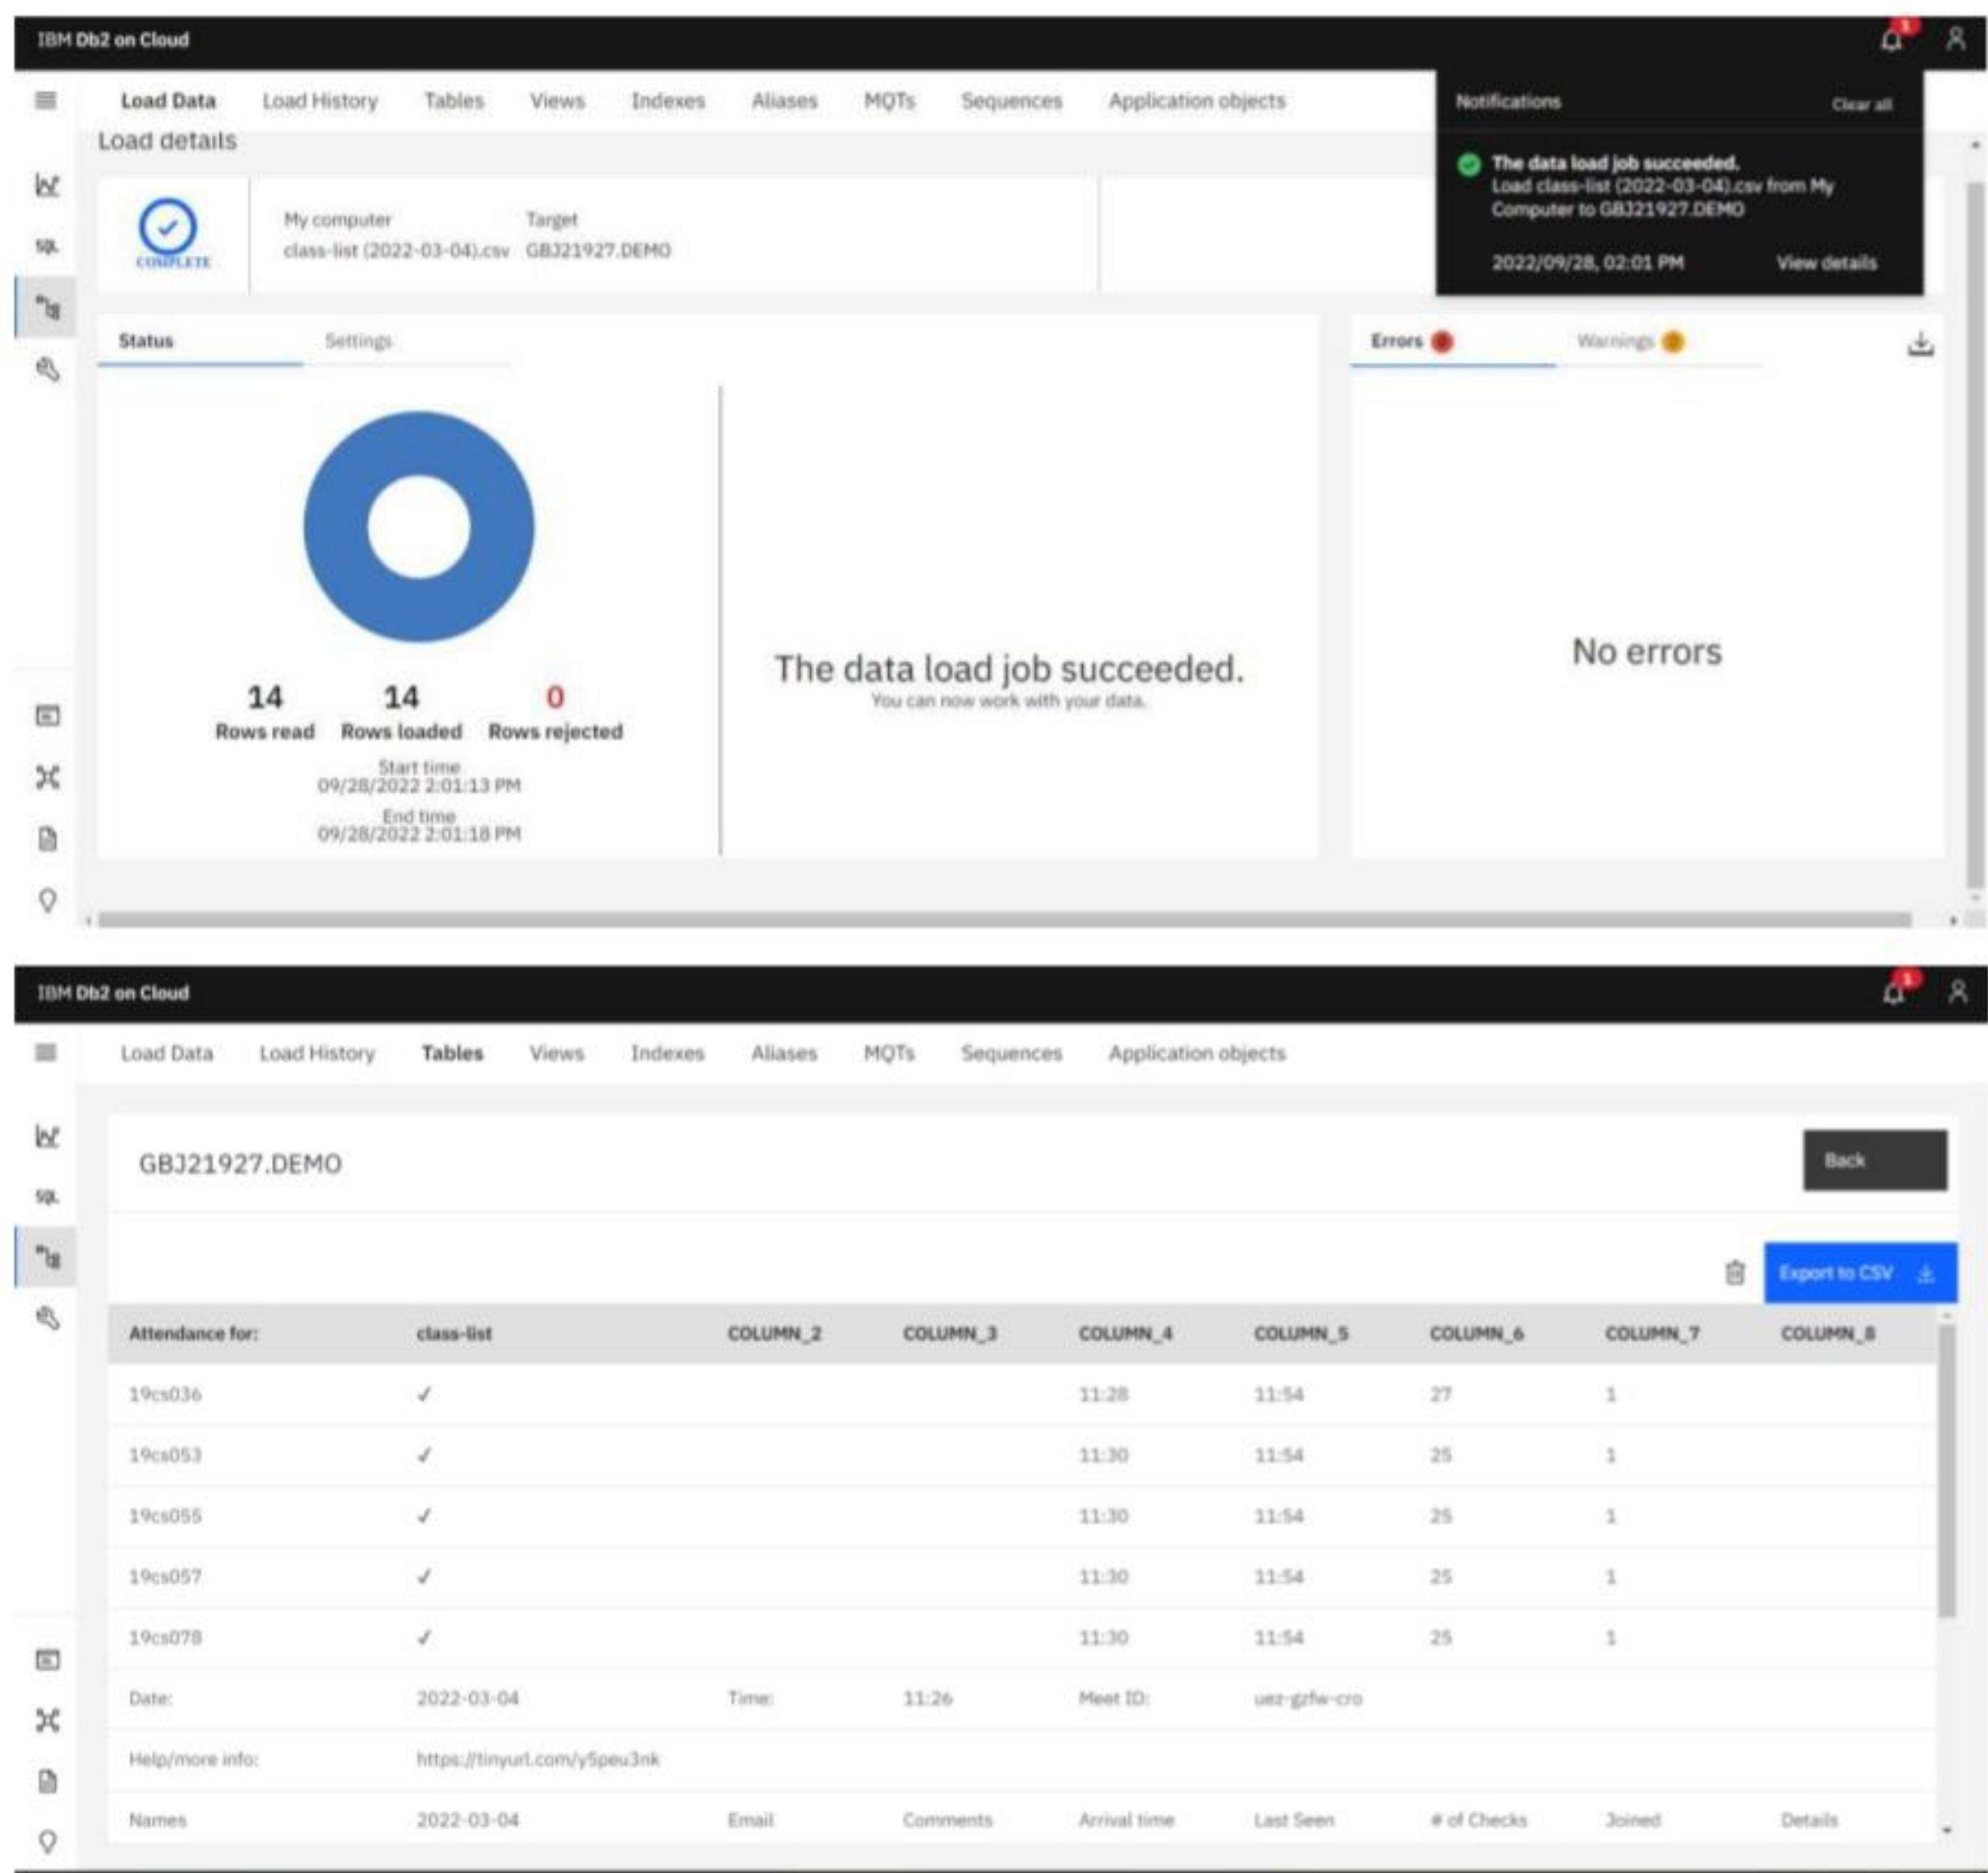 IBM Db2 on Cloud
1
Load Data Load History Tables Views Indexes Aliases MQTs Sequences Application objects
Notifications Clear all
Load details
The data load job succeeded.
Load class-list (2022-03-04).csv from My
Computer to GBJ21927.DEMO
2022/09/28, 02:01 PM View details
COMPLETE
My computer Target
class-list (2022-03-04).csv GBJ21927.DEMO
SQL
Status Settings
Errors Warnings
14 14 0
Rows read Rows loaded Rows rejected
Start time
09/28/2022 2:01:13 PM
End time
09/28/2022 2:01:18 PM
The data load job succeeded.
You can now work with your data.
No errors
IBM Db2 on Cloud
1
Load Data Load History Tables Views Indexes Aliases MQTs Sequences Application objects
GBJ21927.DEMO
Back
SQL
Export to CSV
Attendance for: class-list COLUMN_2 COLUMN_3 COLUMN_4 COLUMN_5 COLUMN_6 COLUMN_7 COLUMN_8
19cs036 ✓ 11:28 11:54 27 1
19cs053 ✓ 11:30 11:54 25 1
19cs055 ✓ 11:30 11:54 25 1
19cs057 ✓ 11:30 11:54 25 1
19cs078 ✓ 11:30 11:54 25 1
Date: 2022-03-04 Time: 11:26 Meet ID: uez-gzfw-cro
Help/more info: https://tinyurl.com/y5peu3nk
Names 2022-03-04 Email Comments Arrival time Last Seen # of Checks Joined Details